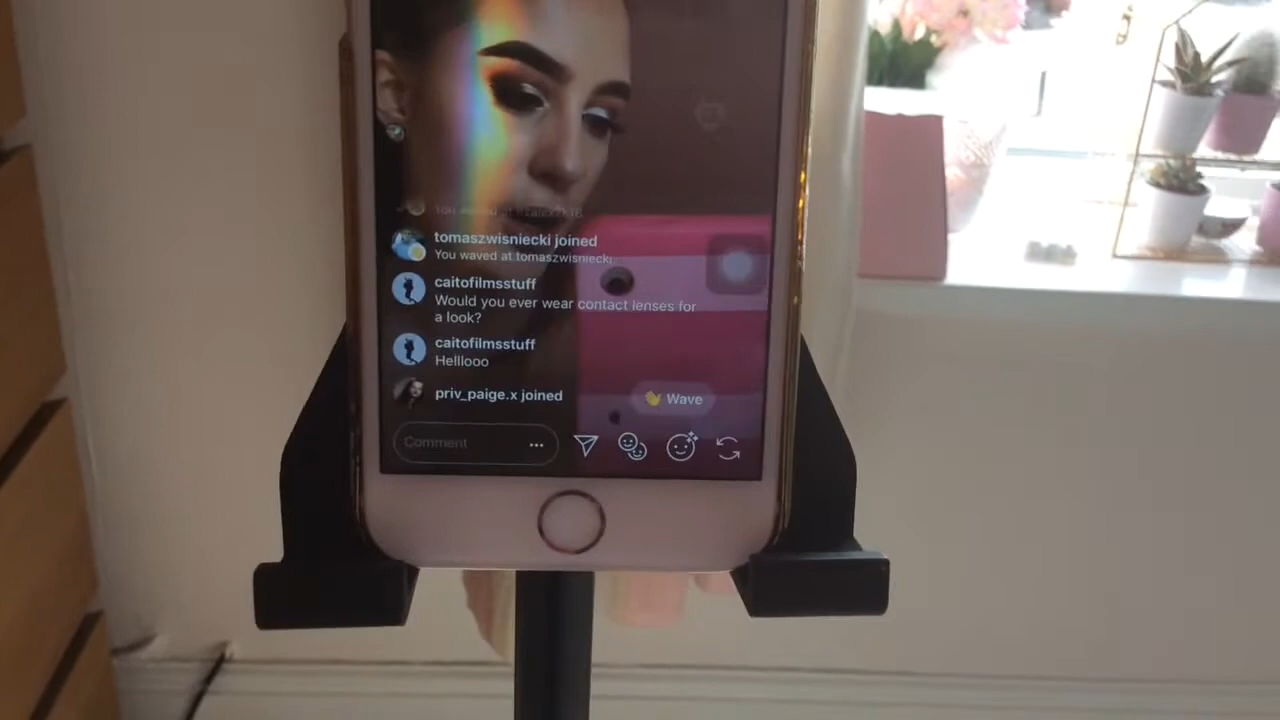 tomaszwisniecki joined
You waved at tomaszwisniecki
caitofilmsstuff
Would you ever wear contact lenses for
a look?
caitofilmsstuff
Helllooo
priv_paige.x joined
👋 Wave
Comment